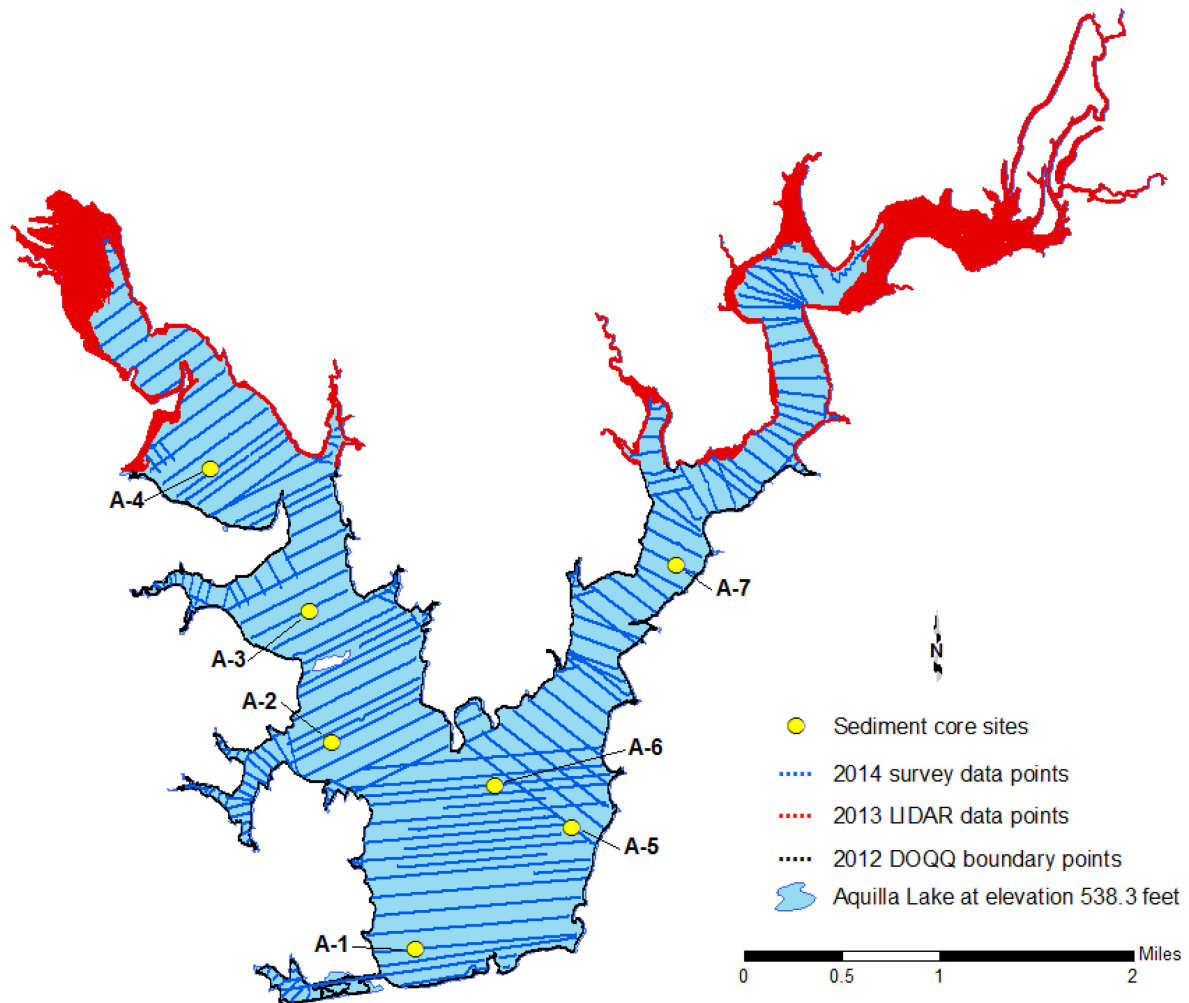 A-4
A-7
A-3
A-2
A-6
A-5
A-1
N
Sediment core sites
2014 survey data points
2013 LIDAR data points
2012 DOQQ boundary points
Aquilla Lake at elevation 538.3 feet
Miles
0 0.5 1 2